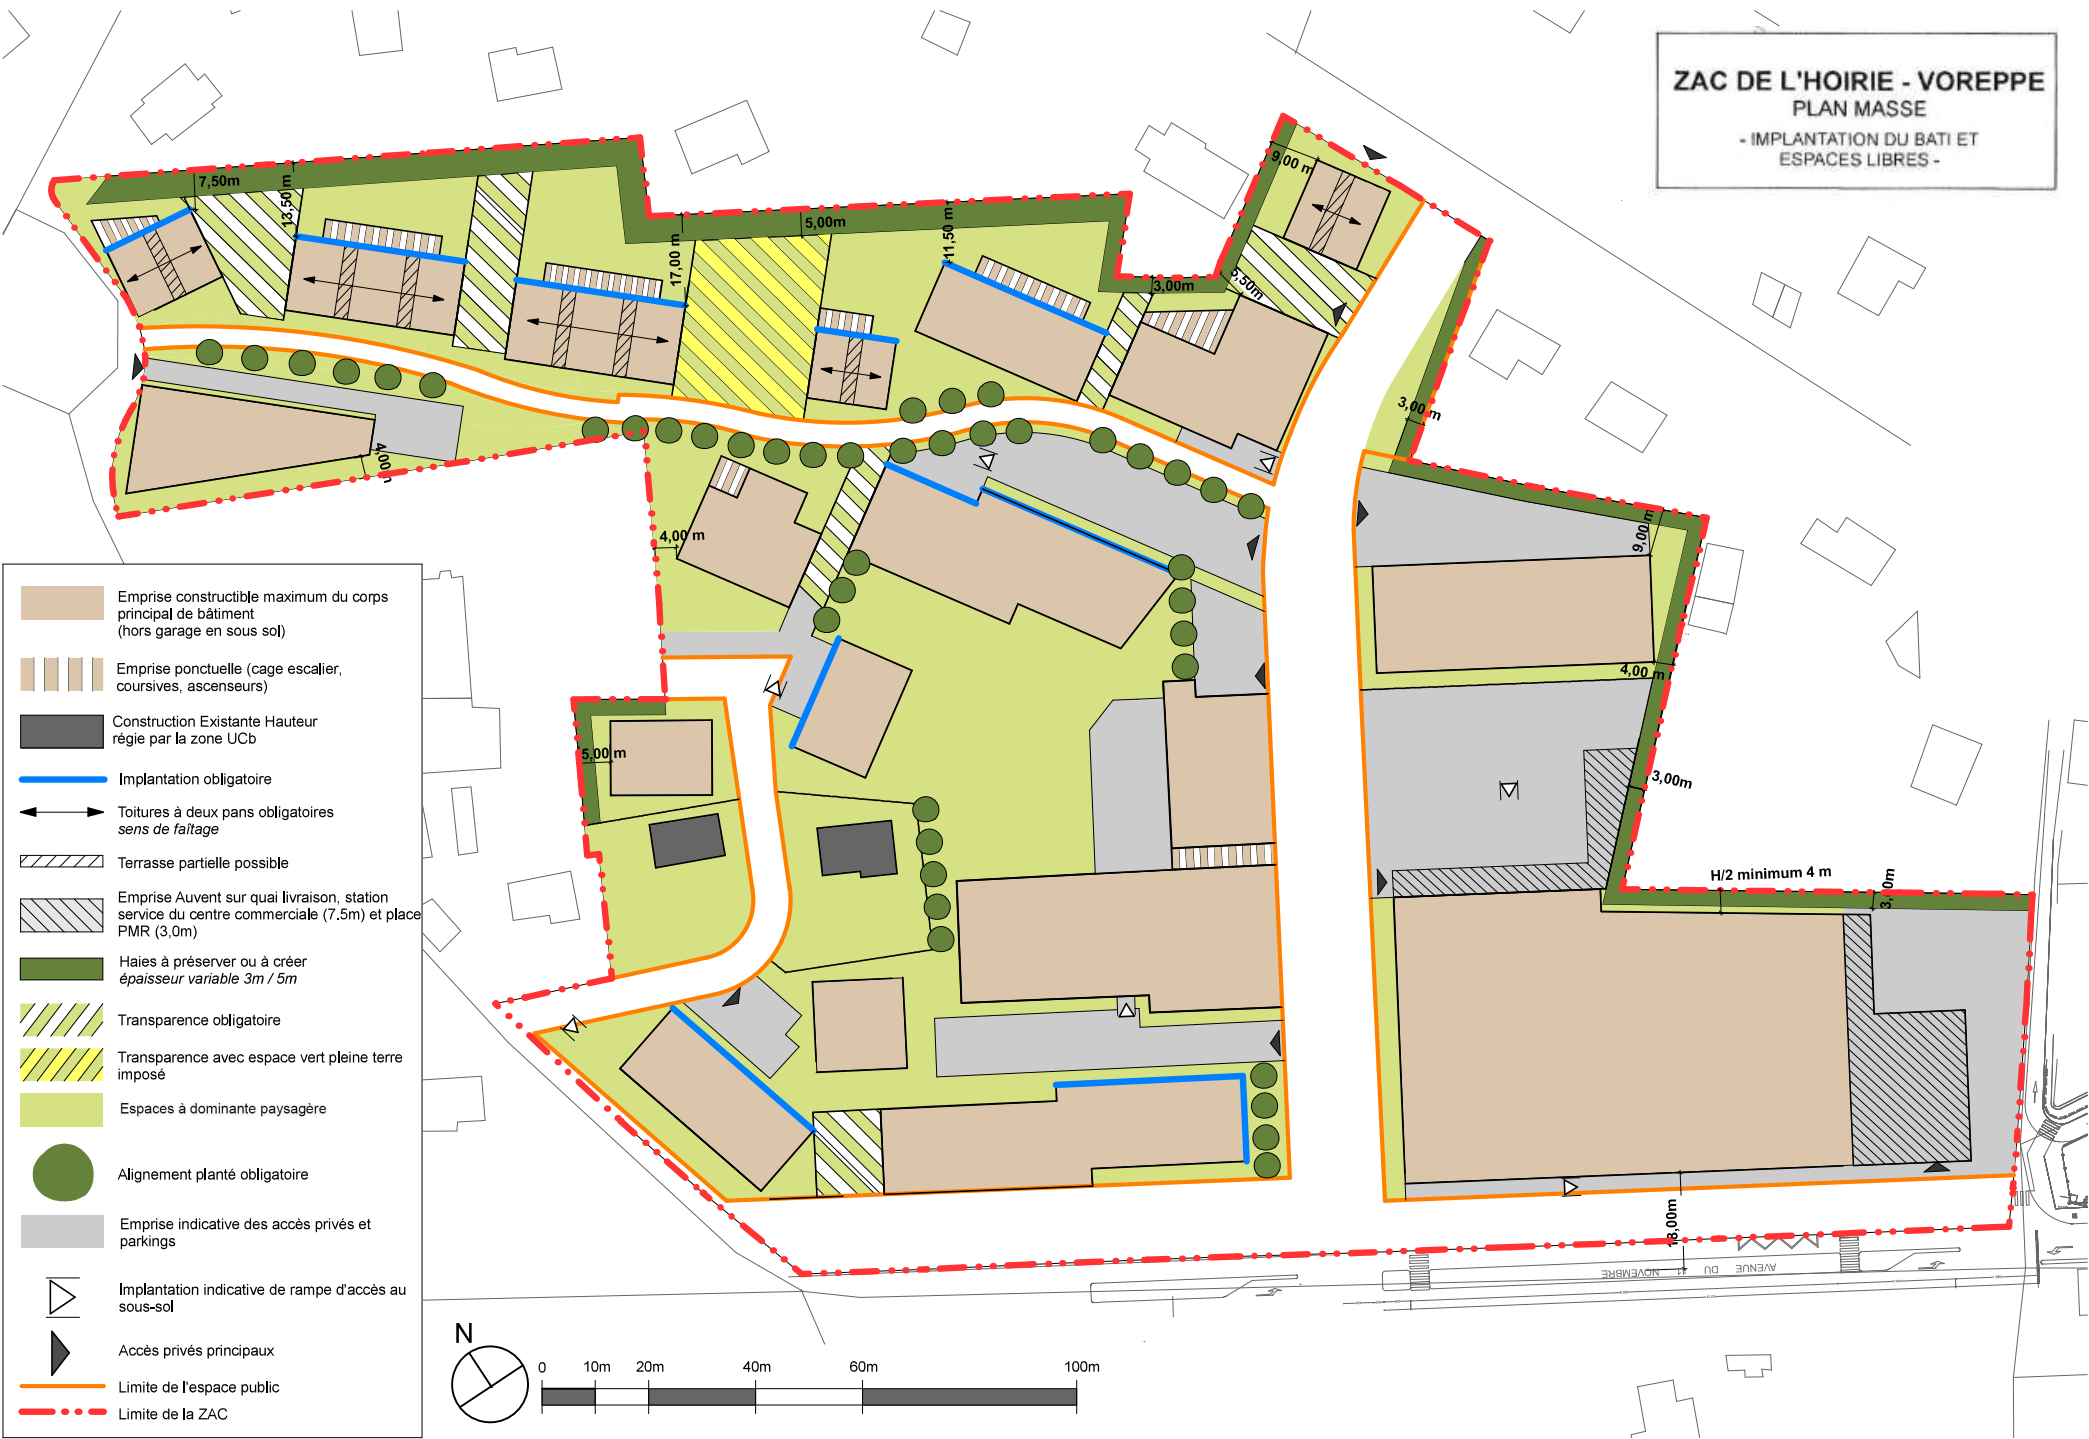 ZAC DE L'HOIRIE - VOREPPE
PLAN MASSE
- IMPLANTATION DU BATI ET
ESPACES LIBRES -
9,00 m
7,50m
13,50 m
5,00m
17,00 m
11,50 m
3,00m
5,50m
3,00 m
4,00m
4,00 m
9,00 m
4,00 m
5,00 m
3,00m
H/2 minimum 4 m
3,00m
18,00m
AVENUE DU 11 NOVEMBRE
Emprise constructible maximum du corps
principal de bâtiment
(hors garage en sous sol)
Emprise ponctuelle (cage escalier,
coursives, ascenseurs)
Construction Existante Hauteur
régie par la zone UCb
Implantation obligatoire
Toitures à deux pans obligatoires
sens de faîtage
Terrasse partielle possible
Emprise Auvent sur quai livraison, station
service du centre commerciale (7.5m) et place
PMR (3,0m)
Haies à préserver ou à créer
épaisseur variable 3m / 5m
Transparence obligatoire
Transparence avec espace vert pleine terre
imposé
Espaces à dominante paysagère
Alignement planté obligatoire
Emprise indicative des accès privés et
parkings
Implantation indicative de rampe d'accès au
sous-sol
Accès privés principaux
Limite de l'espace public
Limite de la ZAC
N
0 10m 20m 40m 60m 100m